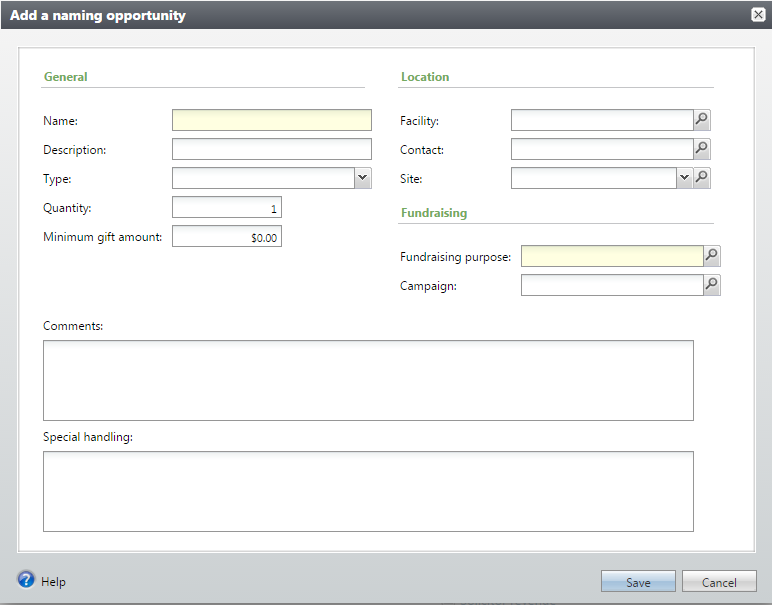 Add a naming opportunity
General
Name:
Description:
Type:
Quantity: 1
Minimum gift amount: $0.00
Location
Facility:
Contact:
Site:
Fundraising
Fundraising purpose:
Campaign:
Comments:
Special handling:
Help
Save
Cancel